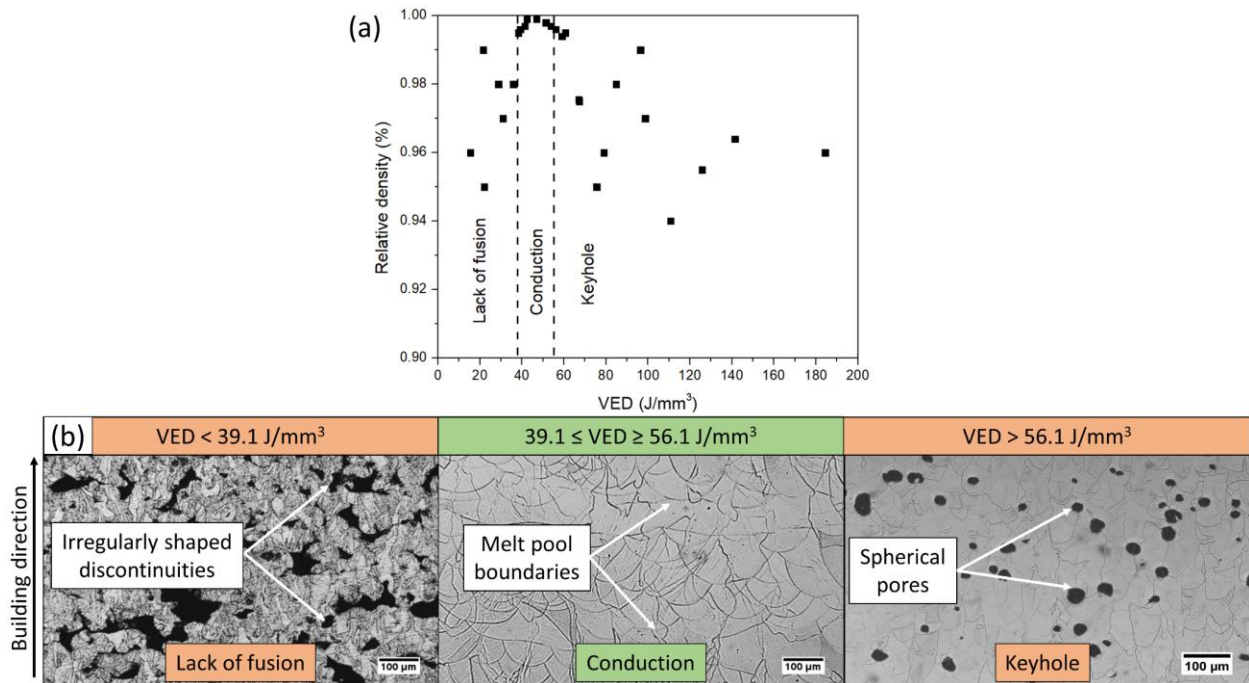 (a)
1.00
0.98
0.96
0.94
0.92
0.90
Relative density (%)
Lack of fusion
Conduction
Keyhole
0 20 40 60 80 100 120 140 160 180 200
VED (J/mm³)
(b)
VED < 39.1 J/mm³
39.1 ≤ VED ≥ 56.1 J/mm³
VED > 56.1 J/mm³
Building direction
Irregularly shaped
discontinuities
Lack of fusion
100 µm
Melt pool
boundaries
Conduction
100 µm
Spherical
pores
Keyhole
100 µm